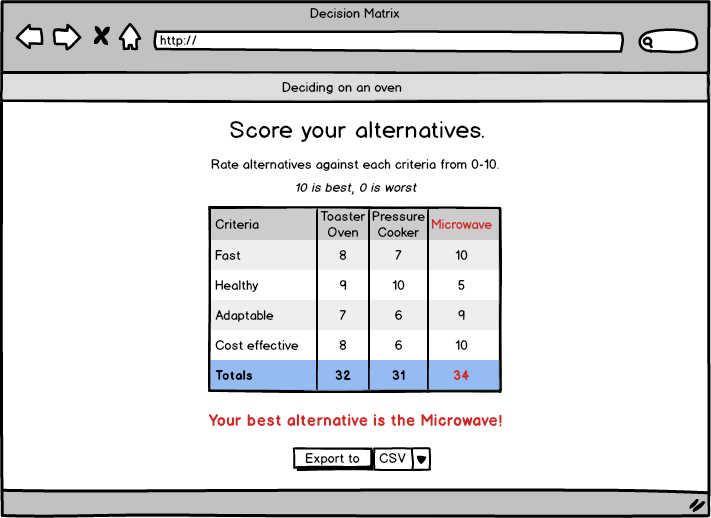 Decision Matrix
http://
Deciding on an oven
Score your alternatives.
Rate alternatives against each criteria from 0-10.
10 is best, 0 is worst
Criteria Toaster Oven Pressure Cooker Microwave
Fast 8 7 10
Healthy 9 10 5
Adaptable 7 6 9
Cost effective 8 6 10
Totals 32 31 34
Your best alternative is the Microwave!
Export to CSV